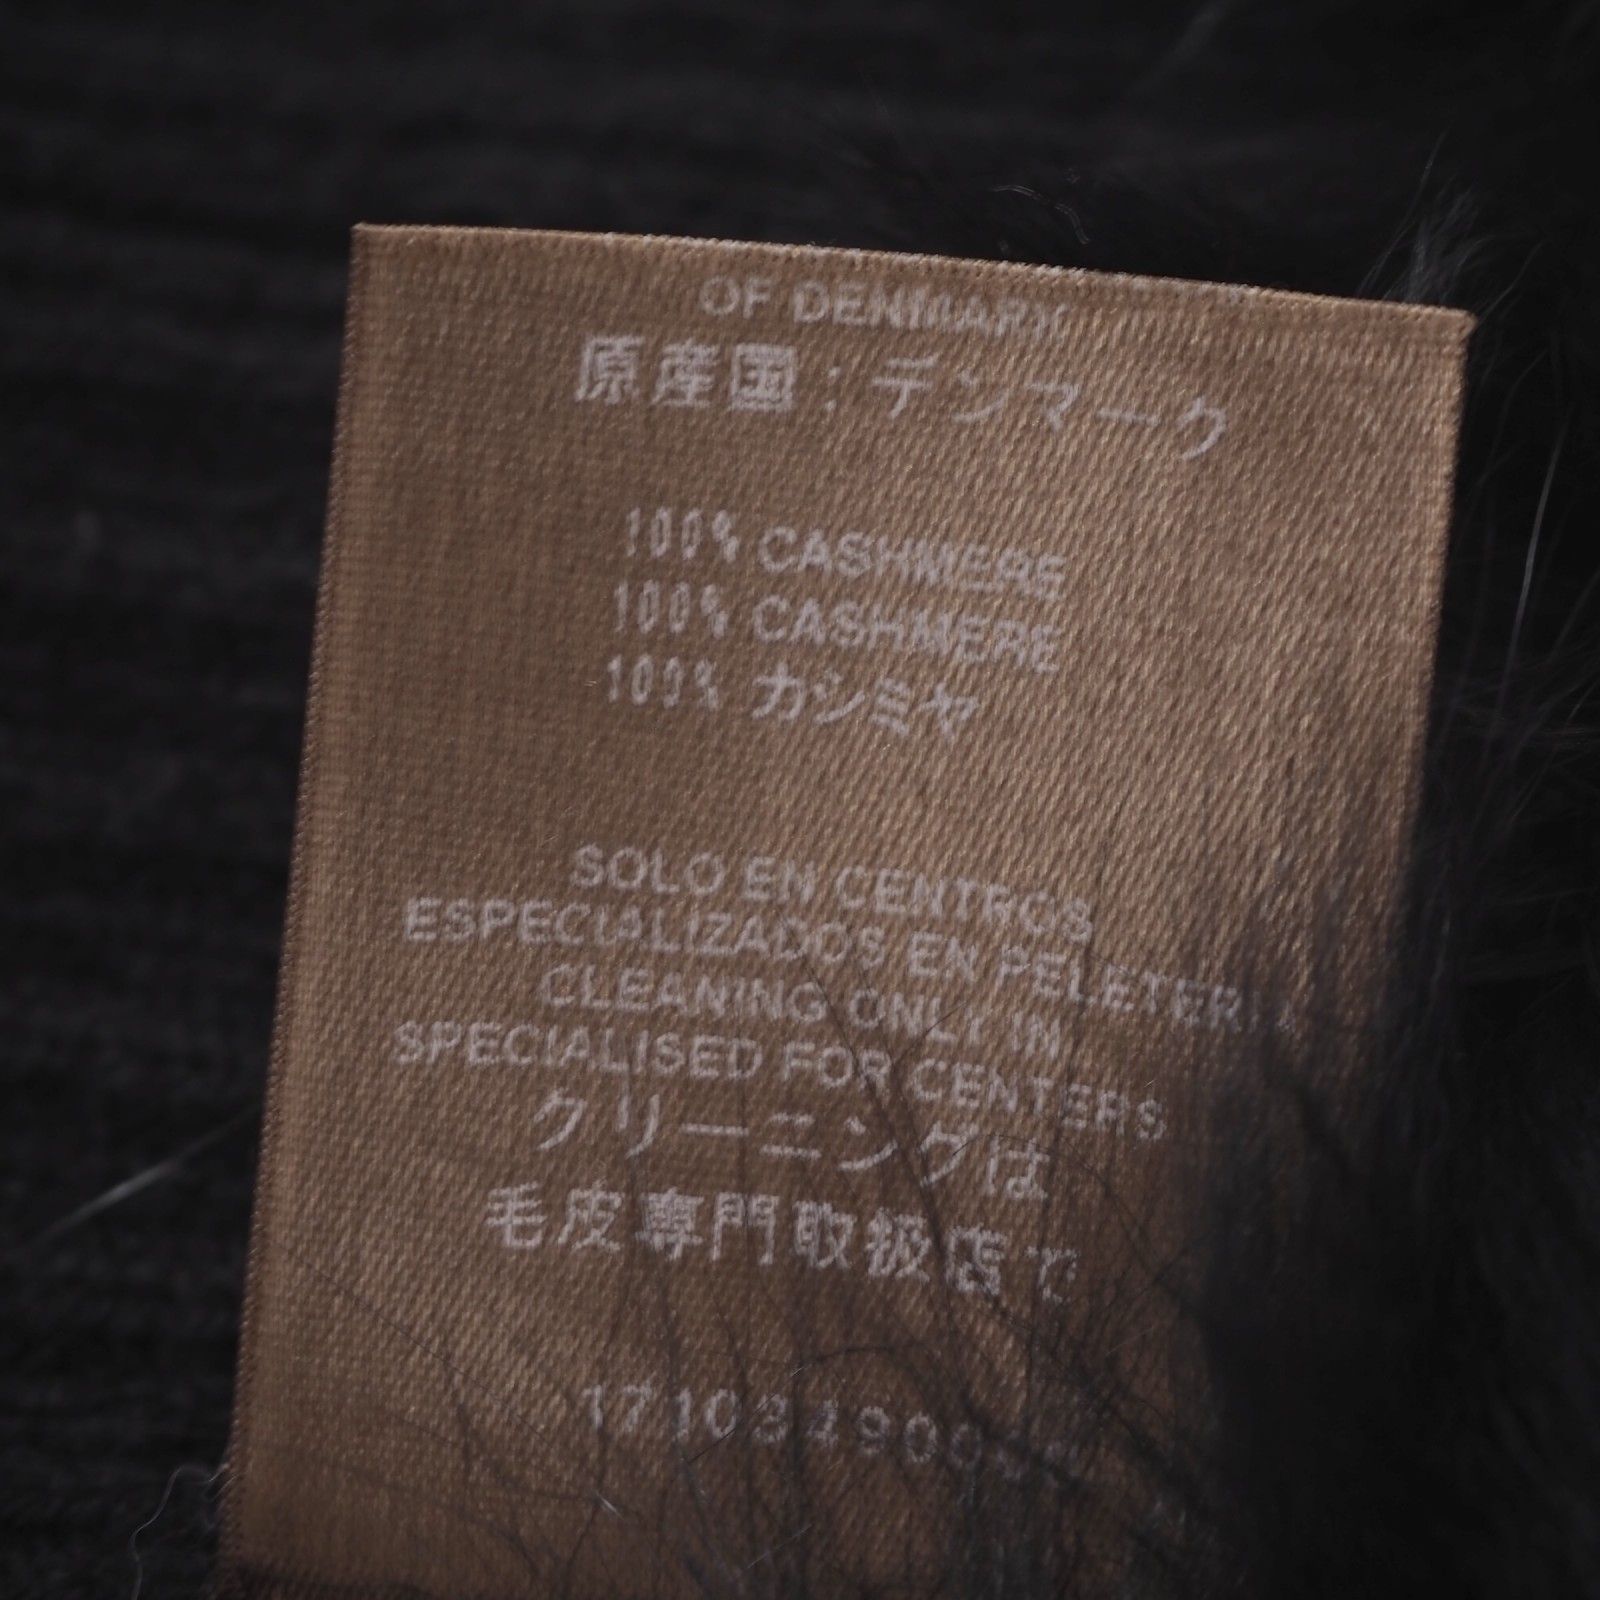 OF DENMARK
原産国：デンマーク
100% CASHMERE
100% CASHMERE
100% カシミヤ
SOLO EN CENTROS
ESPECIALIZADOS EN PELETERI
CLEANING ONLY IN
SPECIALISED FOR CENTERS
クリーニングは
毛皮専門取扱店で